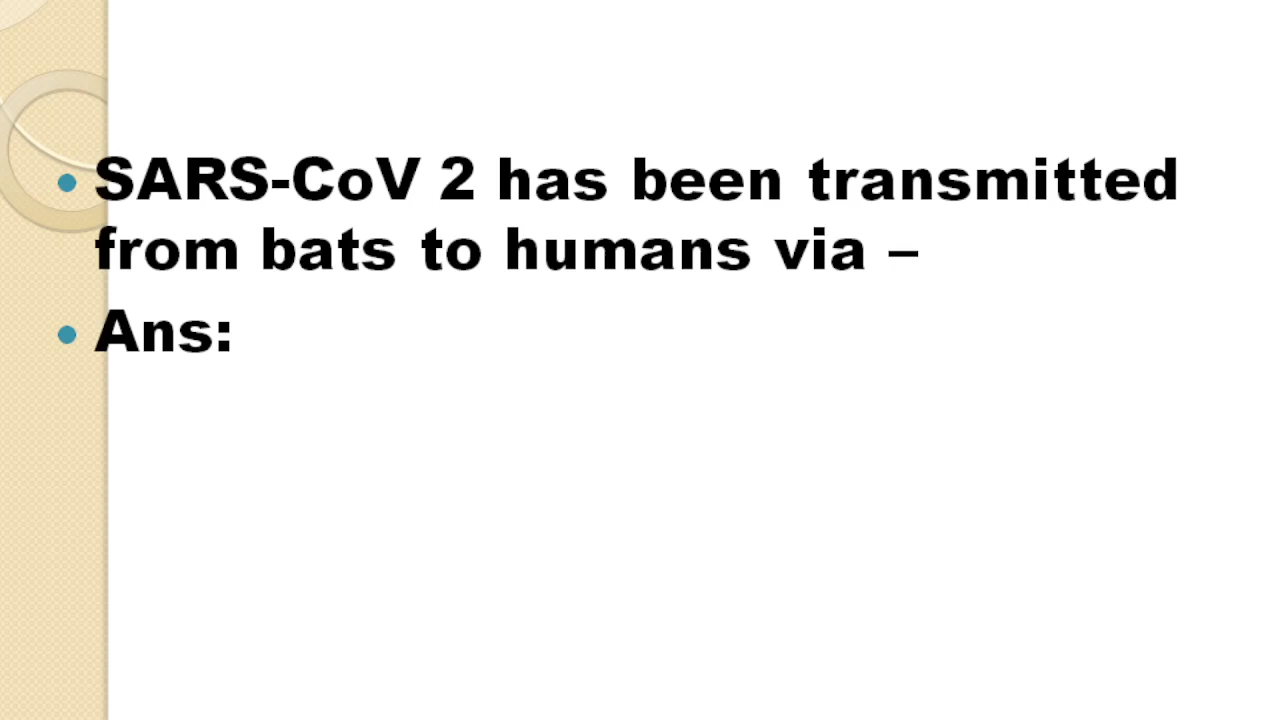 SARS-CoV 2 has been transmitted
from bats to humans via –
Ans: